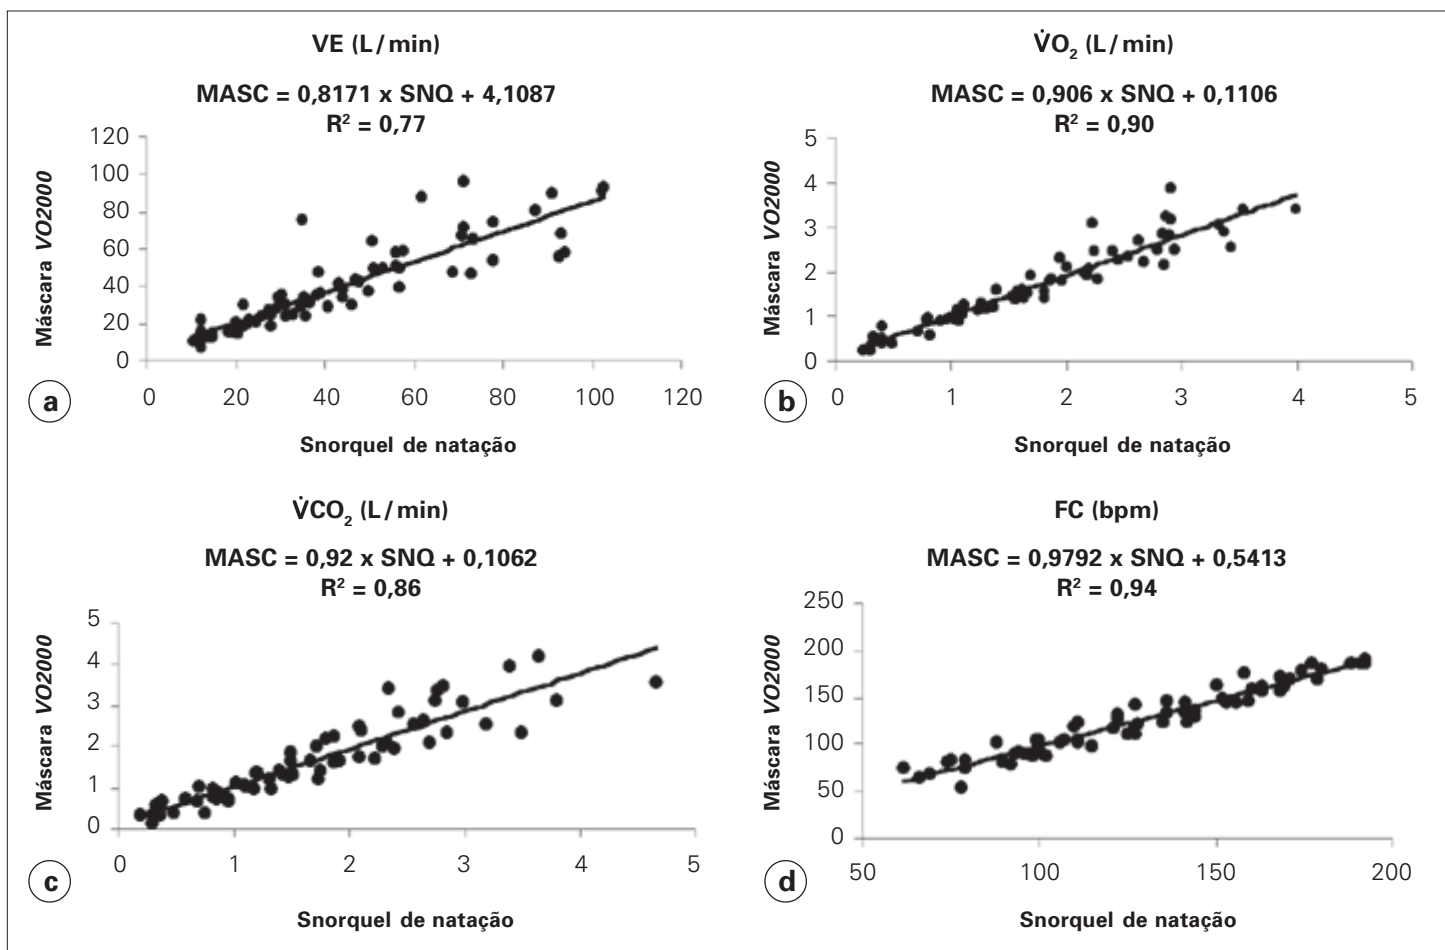 VE (L/min)
MASC = 0,8171 x SNQ + 4,1087
R² = 0,77
Máscara VO2000
120
100
80
60
40
20
0
0 20 40 60 80 100 120
Snorquel de natação
a
V̇O₂ (L/min)
MASC = 0,906 x SNQ + 0,1106
R² = 0,90
Máscara VO2000
5
4
3
2
1
0
0 1 2 3 4 5
Snorquel de natação
b
V̇CO₂ (L/min)
MASC = 0,92 x SNQ + 0,1062
R² = 0,86
Máscara VO2000
5
4
3
2
1
0
0 1 2 3 4 5
Snorquel de natação
c
FC (bpm)
MASC = 0,9792 x SNQ + 0,5413
R² = 0,94
Máscara VO2000
250
200
150
100
50
0
50 100 150 200
Snorquel de natação
d